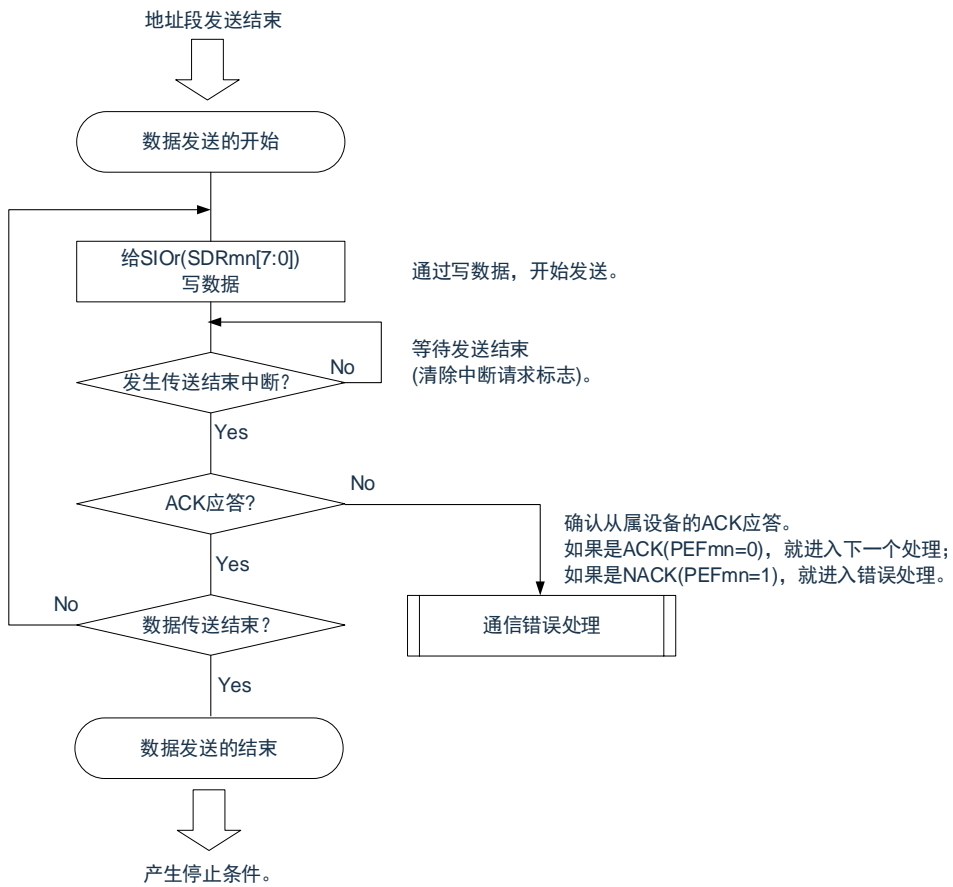 地址段发送结束
数据发送的开始
给SIOr(SDRmn[7:0])
写数据
通过写数据，开始发送。
等待发送结束
(清除中断请求标志)。
No
发生传送结束中断？
Yes
No
ACK应答？
确认从属设备的ACK应答。
如果是ACK(PEFmn=0)，就进入下一个处理；
如果是NACK(PEFmn=1)，就进入错误处理。
Yes
No
数据传送结束？
通信错误处理
Yes
数据发送的结束
产生停止条件。